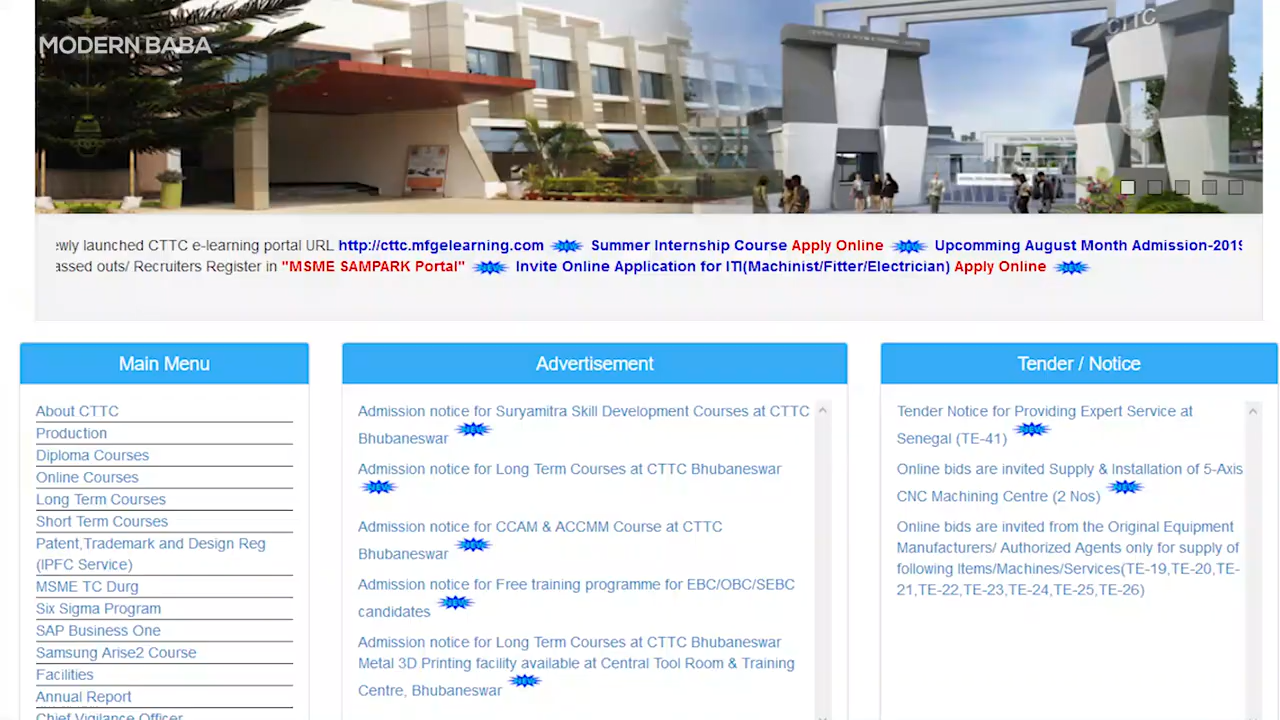 MODERN BABA
CTTC
ewly launched CTTC e-learning portal URL http://cttc.mfgelearning.com Summer Internship Course Apply Online Upcomming August Month Admission-2019
assed outs/ Recruiters Register in "MSME SAMPARK Portal" Invite Online Application for ITI(Machinist/Fitter/Electrician) Apply Online
Main Menu
About CTTC
Production
Diploma Courses
Online Courses
Long Term Courses
Short Term Courses
Patent,Trademark and Design Reg
(IPFC Service)
MSME TC Durg
Six Sigma Program
SAP Business One
Samsung Arise2 Course
Facilities
Annual Report
Chief Vigilance Officer
Advertisement
Admission notice for Suryamitra Skill Development Courses at CTTC
Bhubaneswar
Admission notice for Long Term Courses at CTTC Bhubaneswar
Admission notice for CCAM & ACCMM Course at CTTC
Bhubaneswar
Admission notice for Free training programme for EBC/OBC/SEBC
candidates
Admission notice for Long Term Courses at CTTC Bhubaneswar
Metal 3D Printing facility available at Central Tool Room & Training
Centre, Bhubaneswar
Tender / Notice
Tender Notice for Providing Expert Service at
Senegal (TE-41)
Online bids are invited Supply & Installation of 5-Axis
CNC Machining Centre (2 Nos)
Online bids are invited from the Original Equipment
Manufacturers/ Authorized Agents only for supply of
following Items/Machines/Services(TE-19,TE-20,TE-
21,TE-22,TE-23,TE-24,TE-25,TE-26)